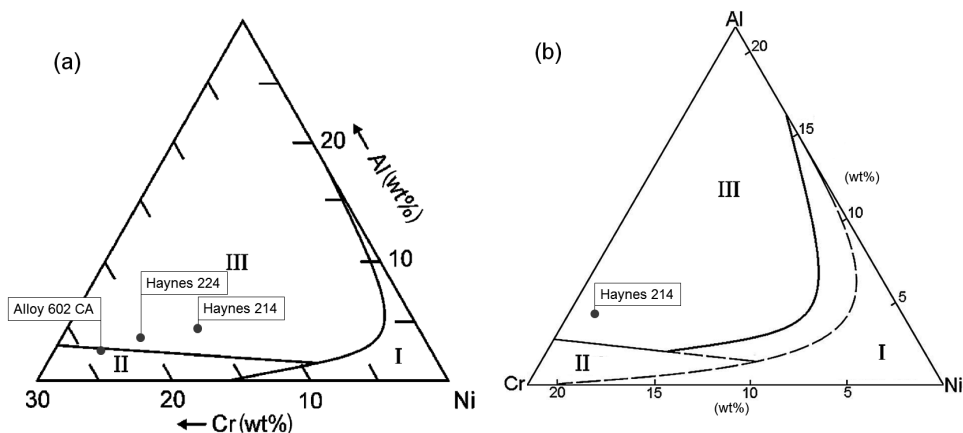 (a)
20
Al(wt%)
10
III
Haynes 224
Haynes 214
Alloy 602 CA
II
I
30
20
10
Ni
Cr(wt%)
(b)
Al
20
15
(wt%)
10
5
III
Haynes 214
II
I
Cr
20
15
10
5
Ni
(wt%)